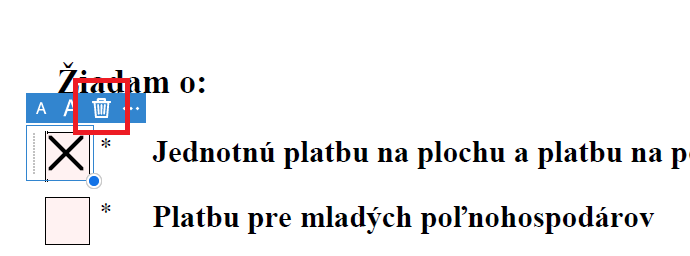 Žiadam o:
A A ...
* Jednotnú platbu na plochu a platbu na
* Platbu pre mladých poľnohospodárov